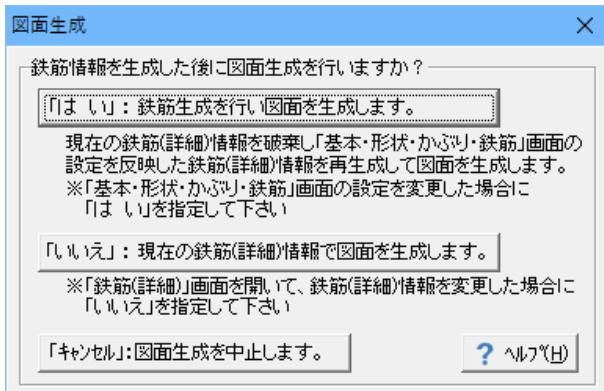 図面生成
鉄筋情報を生成した後に図面生成を行いますか？
「は い」：鉄筋生成を行い図面を生成します。
現在の鉄筋(詳細)情報を破棄し「基本・形状・かぶり・鉄筋」画面の
設定を反映した鉄筋(詳細)情報を再生成して図面を生成します。
※「基本・形状・かぶり・鉄筋」画面の設定を変更した場合に
「は い」を指定して下さい
「いいえ」：現在の鉄筋(詳細)情報で図面を生成します。
※「鉄筋(詳細)」画面を開いて、鉄筋(詳細)情報を変更した場合に
「いいえ」を指定して下さい
「ｷｬﾝｾﾙ」：図面生成を中止します。
? ﾍﾙﾌﾟ(H)